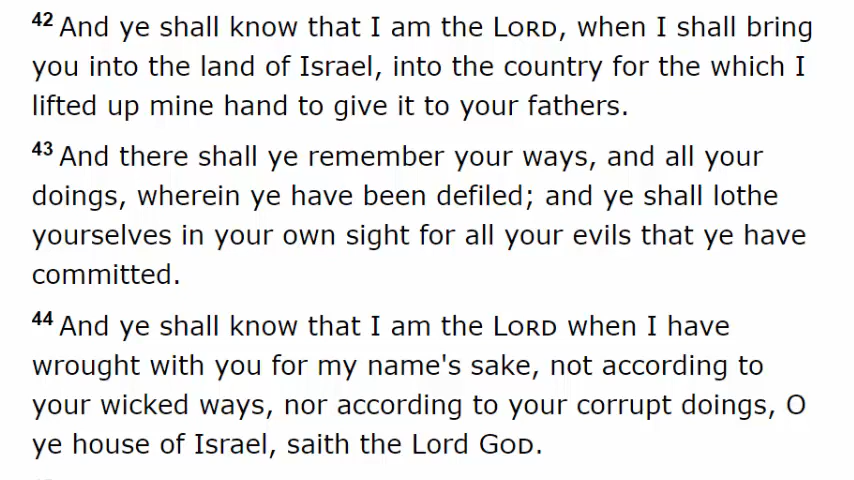 42 And ye shall know that I am the LORD, when I shall bring
you into the land of Israel, into the country for the which I
lifted up mine hand to give it to your fathers.
43 And there shall ye remember your ways, and all your
doings, wherein ye have been defiled; and ye shall lothe
yourselves in your own sight for all your evils that ye have
committed.
44 And ye shall know that I am the LORD when I have
wrought with you for my name's sake, not according to
your wicked ways, nor according to your corrupt doings, O
ye house of Israel, saith the Lord GOD.